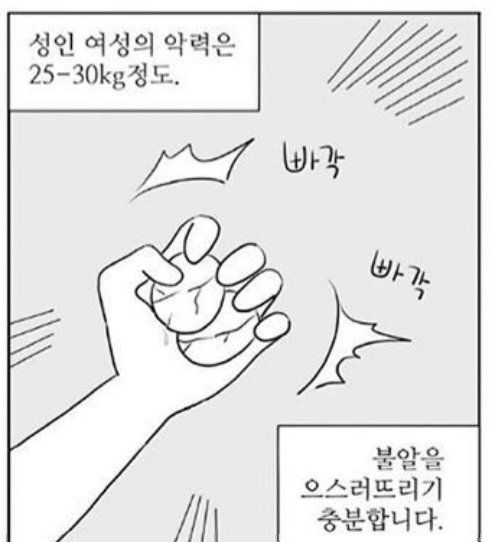 성인 여성의 악력은
25-30kg정도.
빠각
빠각
불알을
으스러뜨리기
충분합니다.